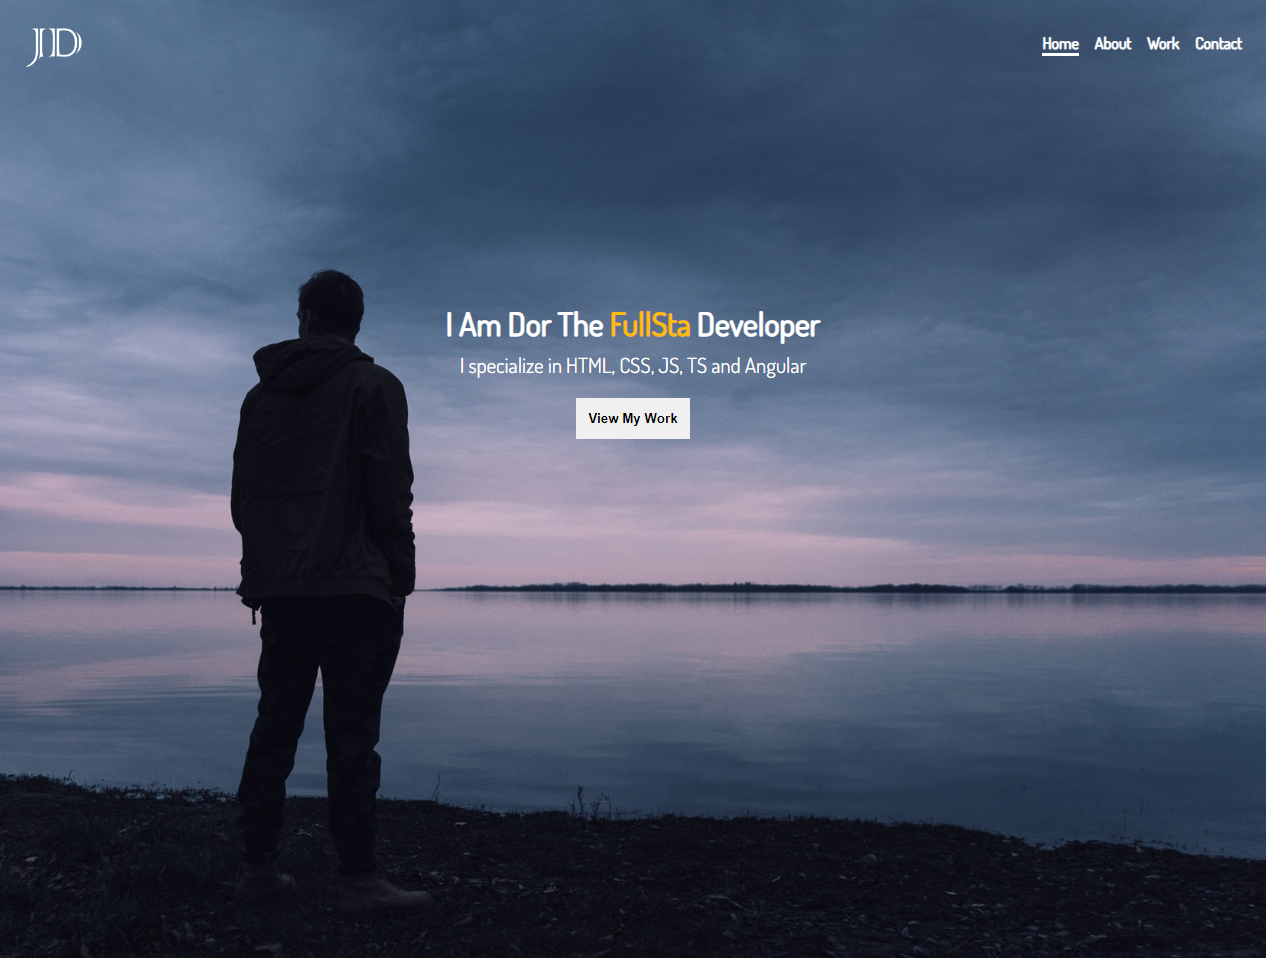 JD
Home About Work Contact
I Am Dor The FullSta Developer
I specialize in HTML, CSS, JS, TS and Angular
View My Work